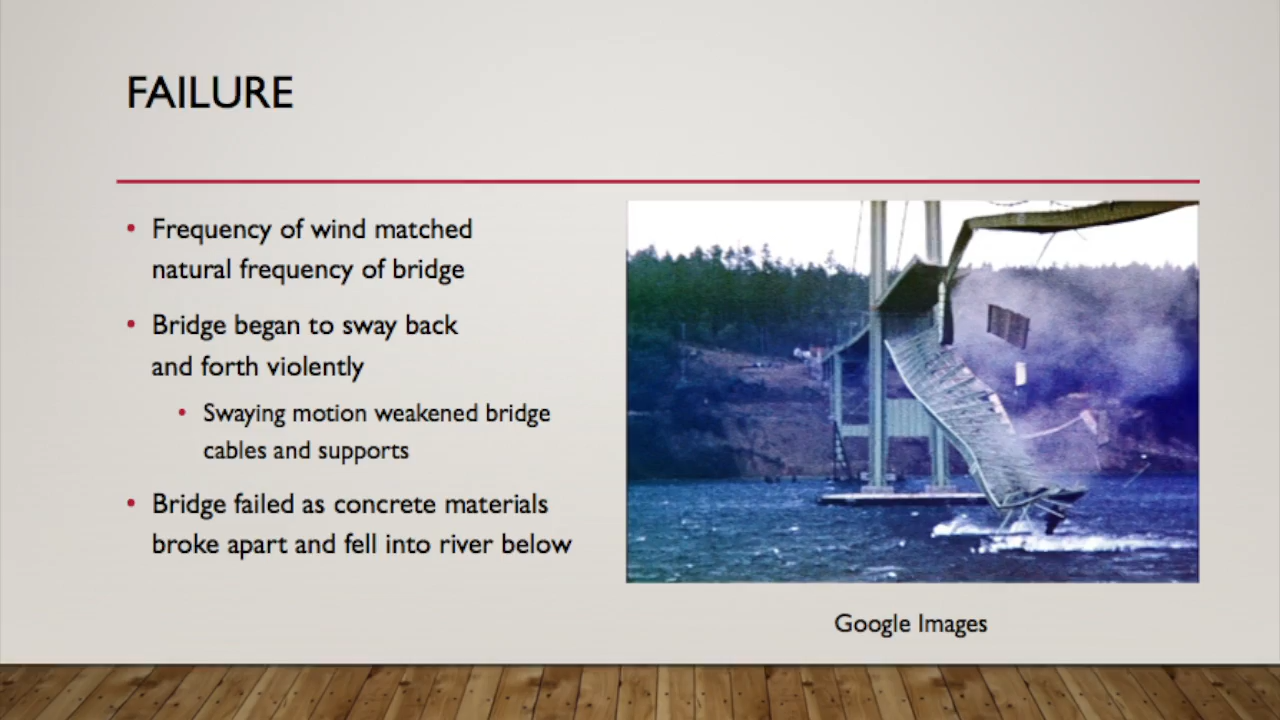 FAILURE
• Frequency of wind matched
natural frequency of bridge
• Bridge began to sway back
and forth violently
• Swaying motion weakened bridge
cables and supports
• Bridge failed as concrete materials
broke apart and fell into river below
Google Images